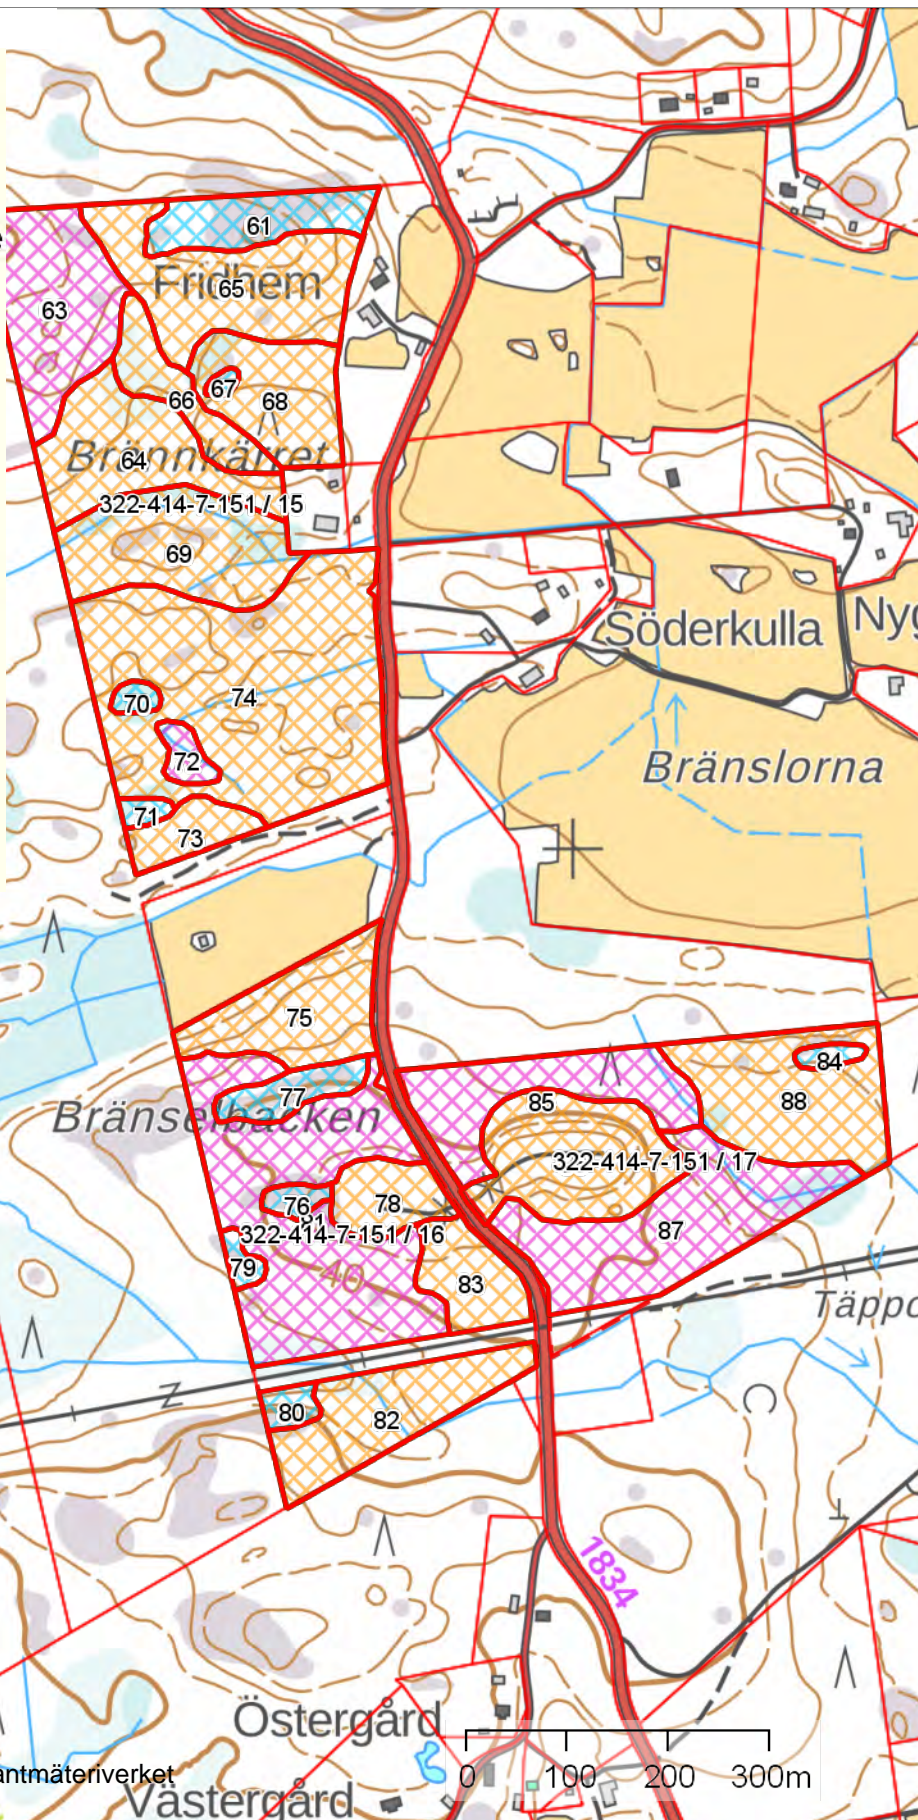 61
Fridhem
65
63
67
66
68
Brännkärret
64
322-414-7-151 / 15
69
Söderkulla
Nyg
74
70
72
Bränslorna
71
73
75
84
77
85
88
Bränselbacken
322-414-7-151 / 17
76
78
81
322-414-7-151 / 16
87
79
40
83
Täppo
80
82
1834
Östergård
antmäteriverket
0 100 200 300m
Västergård